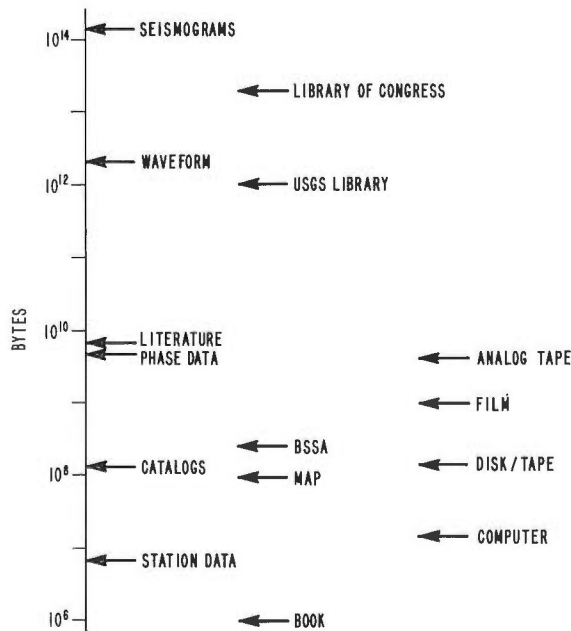 10¹⁴
SEISMOGRAMS
LIBRARY OF CONGRESS
WAVEFORM
10¹²
USGS LIBRARY
BYTES
10¹⁰
LITERATURE
PHASE DATA
ANALOG TAPE
FILM
BSSA
CATALOGS
DISK/TAPE
10⁸
MAP
COMPUTER
STATION DATA
10⁶
BOOK